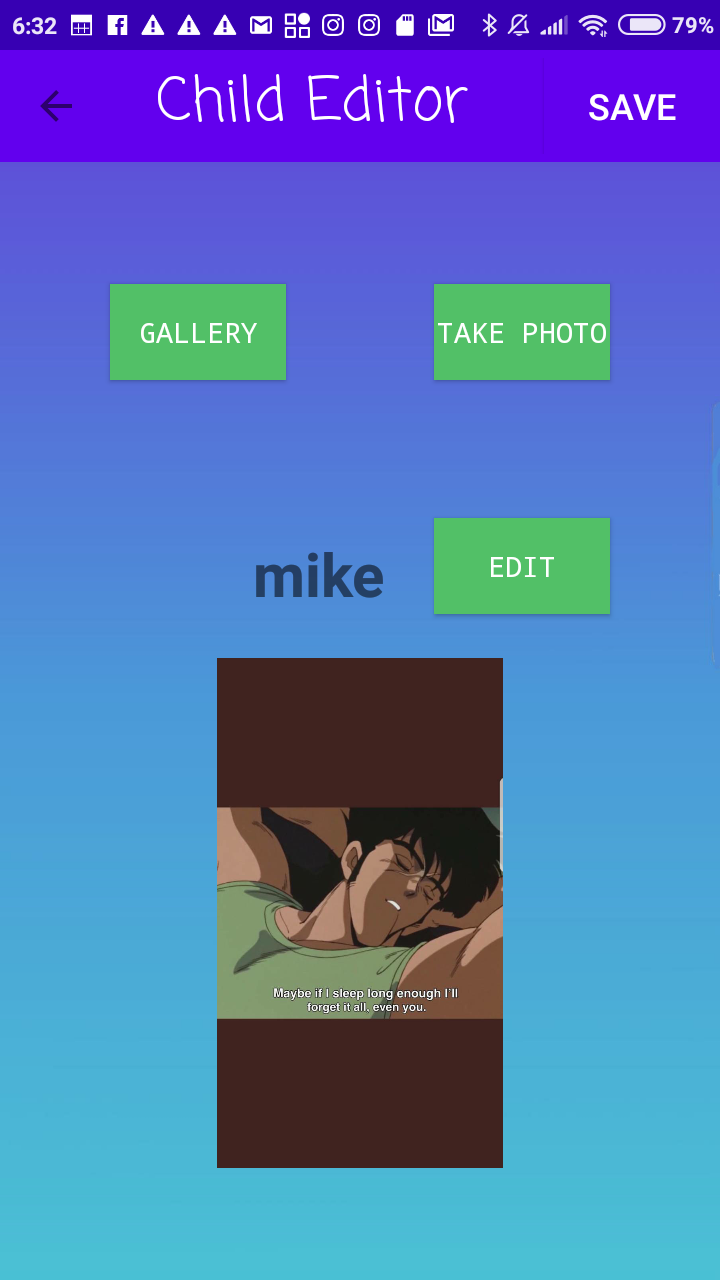 6:32 79%
Child Editor SAVE
GALLERY TAKE PHOTO
mike EDIT
Maybe if I sleep long enough I'll
forget it all, even you.